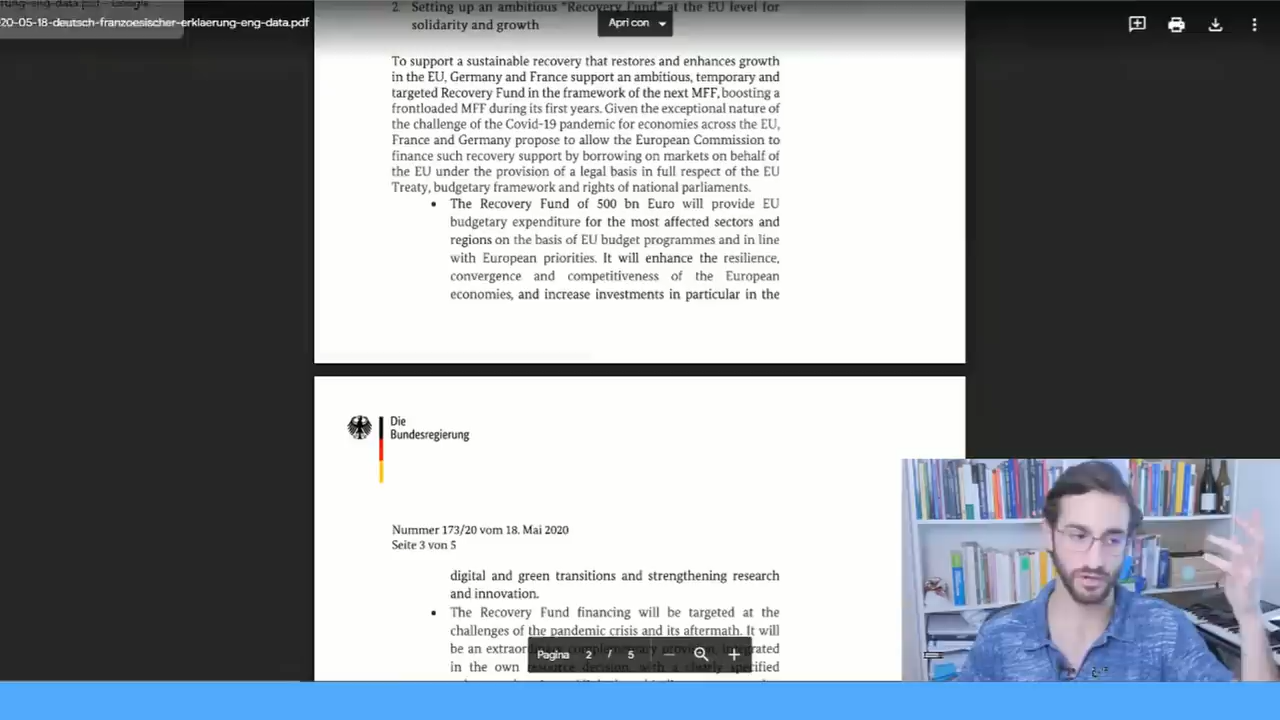 20-05-18-deutsch-franzoesischer-erklaerung-eng-data.pdf
Apri con
2. Setting up an ambitious "Recovery Fund" at the EU level for
solidarity and growth
To support a sustainable recovery that restores and enhances growth
in the EU, Germany and France support an ambitious, temporary and
targeted Recovery Fund in the framework of the next MFF, boosting a
frontloaded MFF during its first years. Given the exceptional nature of
the challenge of the Covid-19 pandemic for economies across the EU,
France and Germany propose to allow the European Commission to
finance such recovery support by borrowing on markets on behalf of
the EU under the provision of a legal basis in full respect of the EU
Treaty, budgetary framework and rights of national parliaments.
• The Recovery Fund of 500 bn Euro will provide EU
budgetary expenditure for the most affected sectors and
regions on the basis of EU budget programmes and in line
with European priorities. It will enhance the resilience,
convergence and competitiveness of the European
economies, and increase investments in particular in the
Die
Bundesregierung
Nummer 173/20 vom 18. Mai 2020
Seite 3 von 5
digital and green transitions and strengthening research
and innovation.
• The Recovery Fund financing will be targeted at the
challenges of the pandemic crisis and its aftermath. It will
be an extraordinary complementary provision, integrated
in the own resource decision, with a clearly specified
Pagina 2 / 5